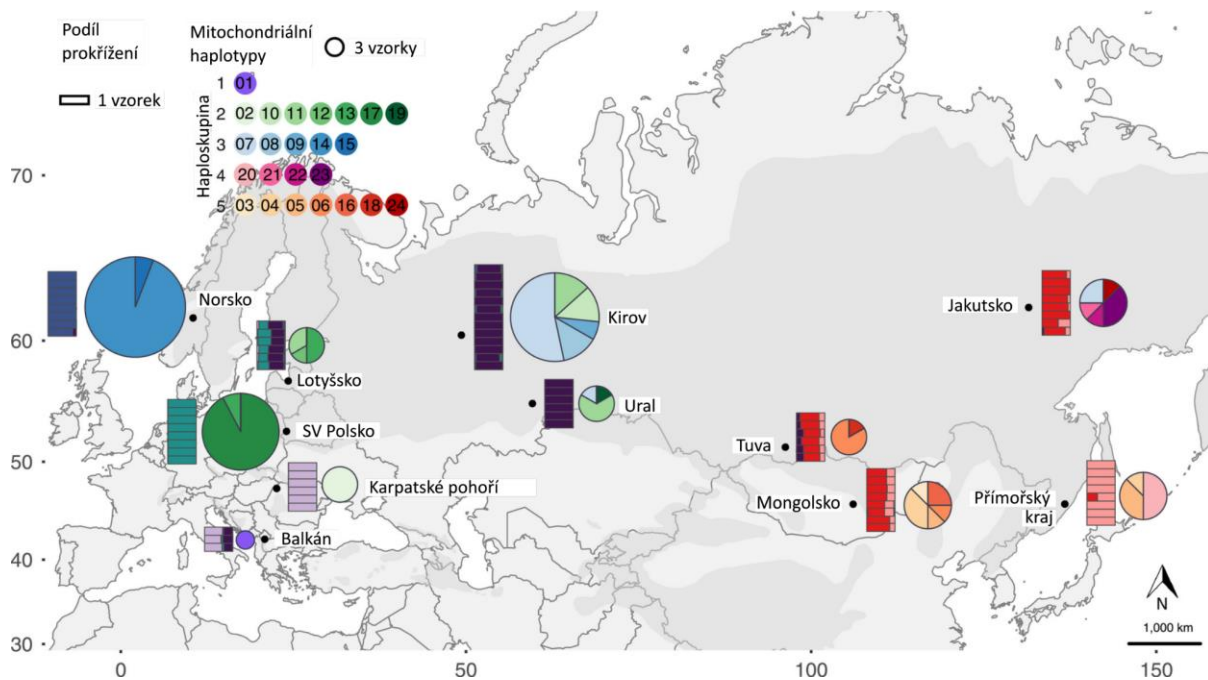 Podíl
prokřížení
1 vzorek
Mitochondriální
haplotypy
3 vzorky
Haploskupina
1 01
2 02 10 11 12 13 17 19
3 07 08 09 14 15
4 20 21 22 23
5 03 04 05 06 16 18 24
70
60
50
40
30
Norsko
Lotyšsko
SV Polsko
Karpatské pohoří
Balkán
Kirov
Ural
Tuva
Mongolsko
Jakutsko
Přímořský
kraj
N
1,000 km
0 50 100 150